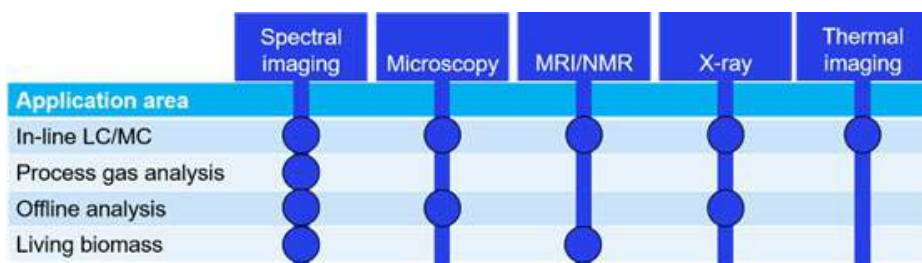 Spectral imaging
Microscopy
MRI/NMR
X-ray
Thermal imaging
Application area
In-line LC/MC
Process gas analysis
Offline analysis
Living biomass